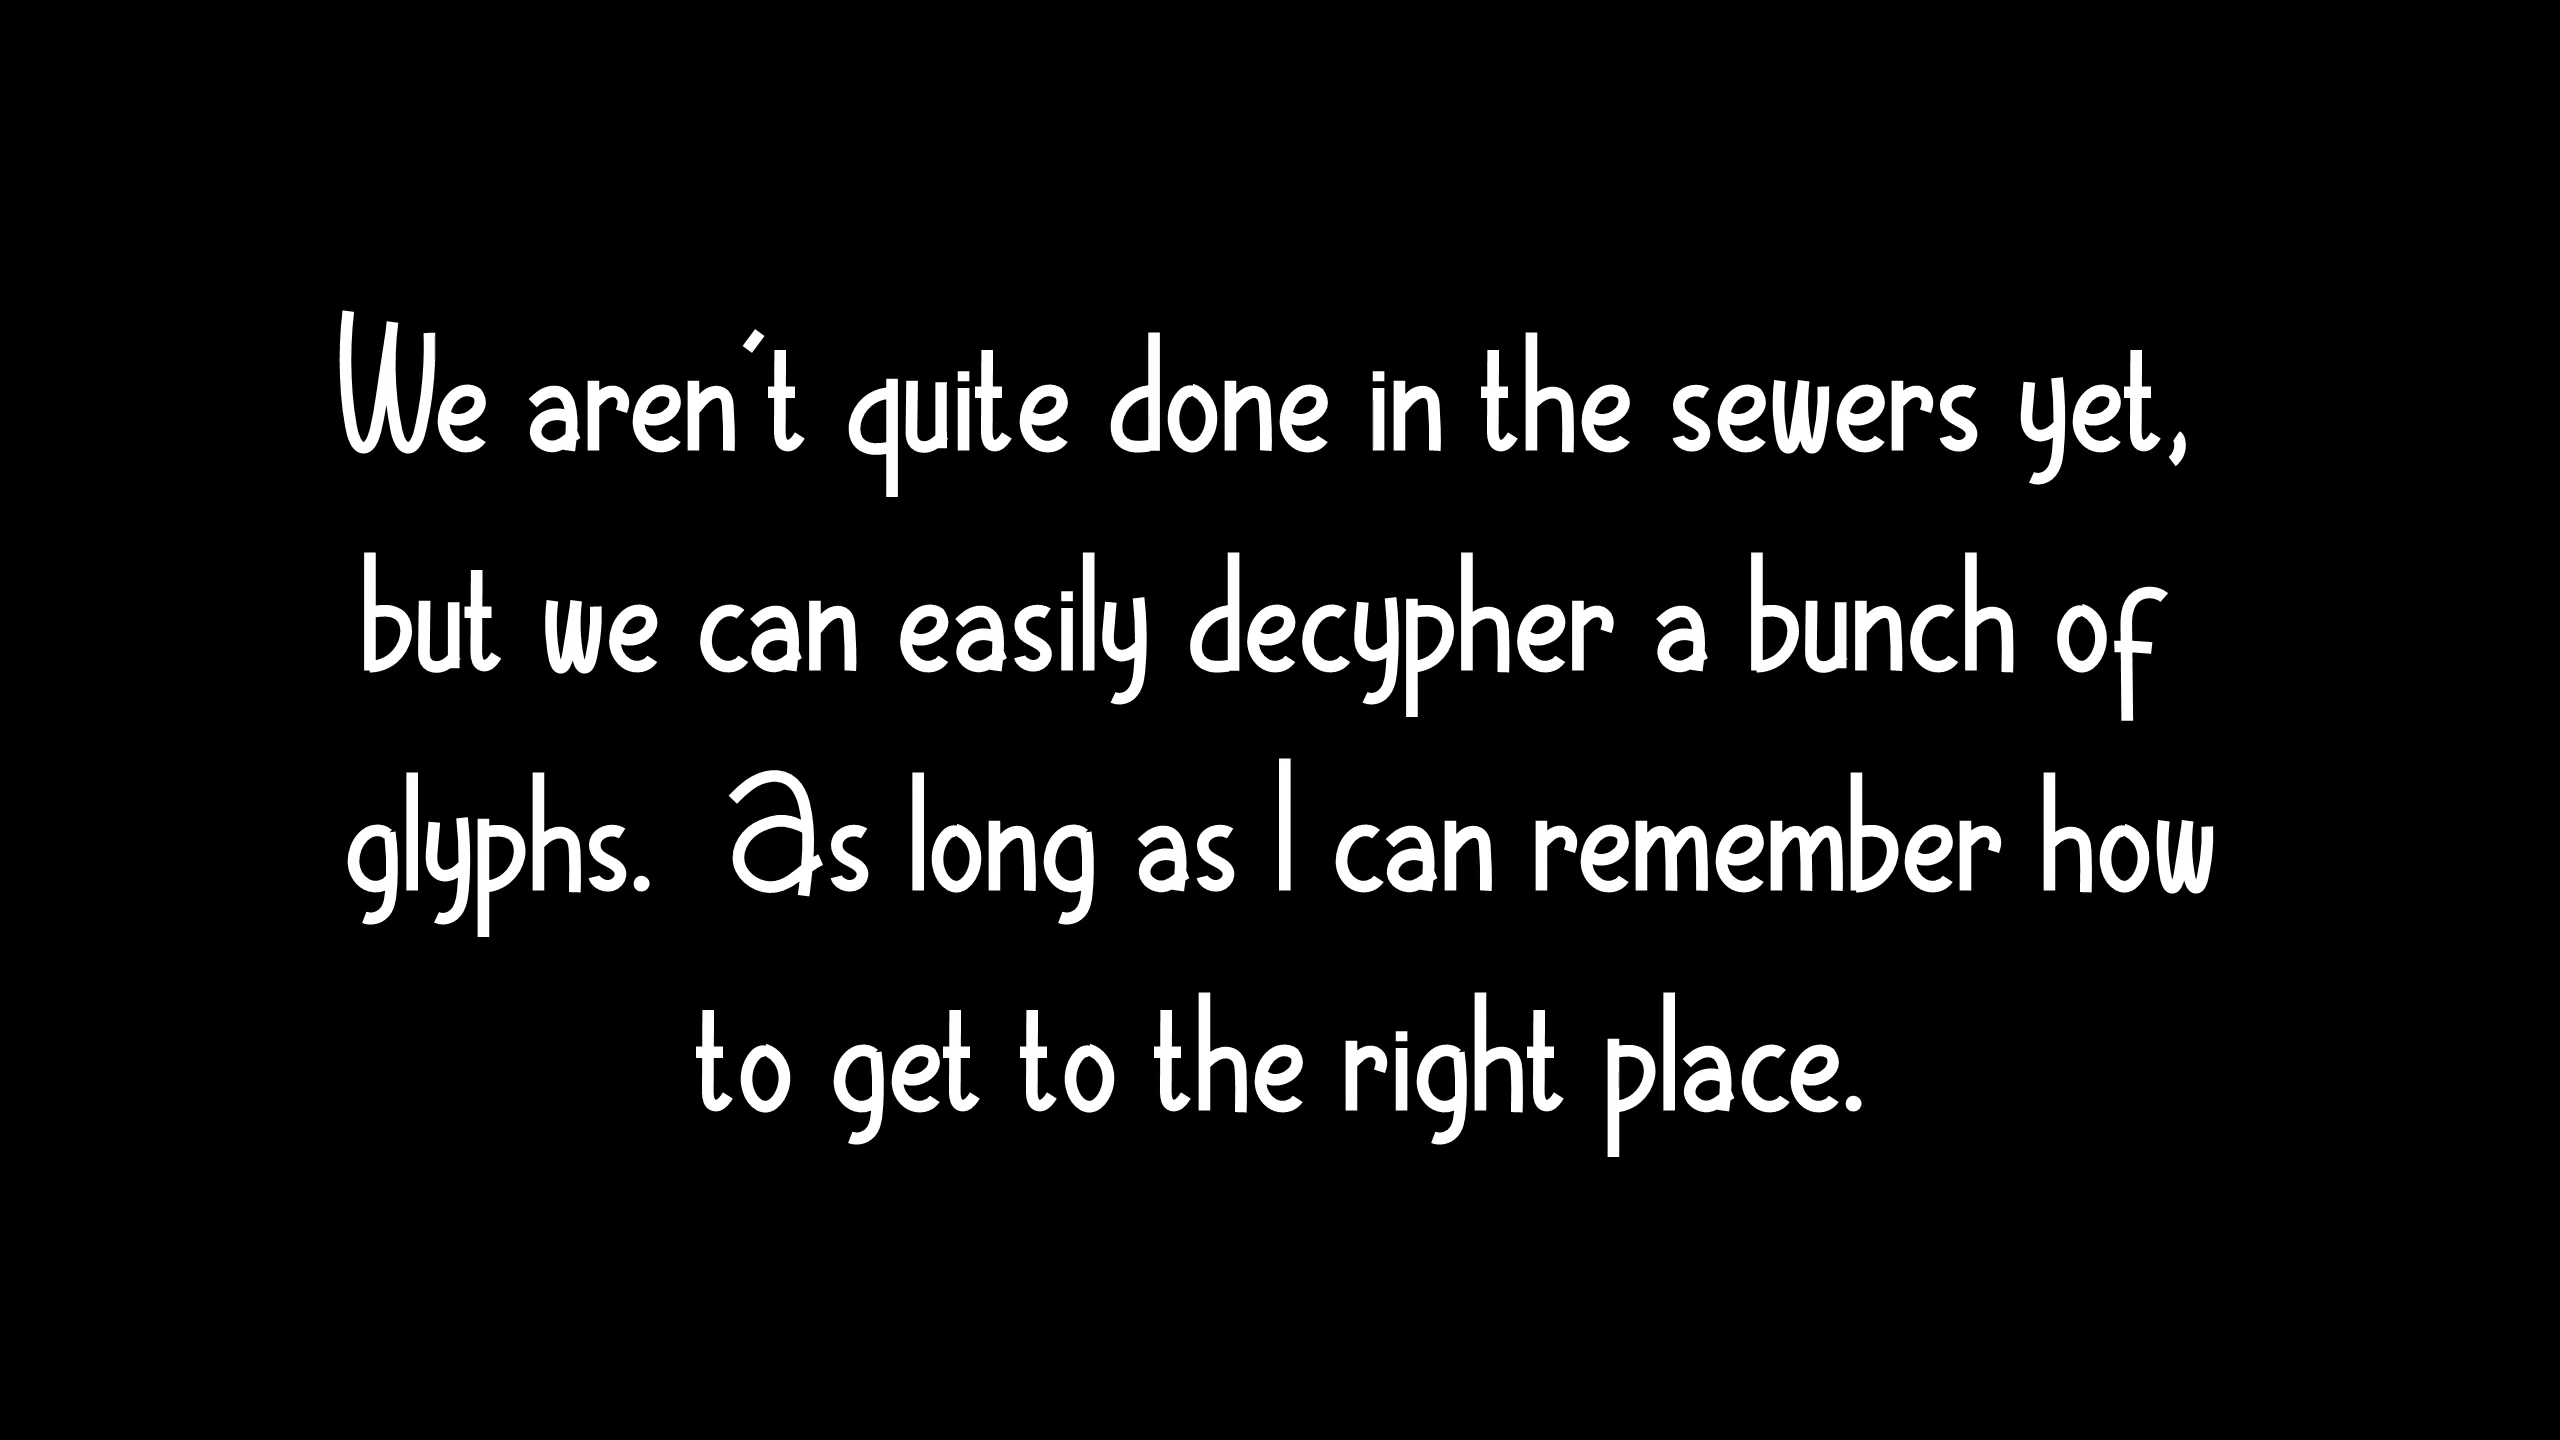 We aren't quite done in the sewers yet,
but we can easily decypher a bunch of
glyphs.  As long as I can remember how
to get to the right place.